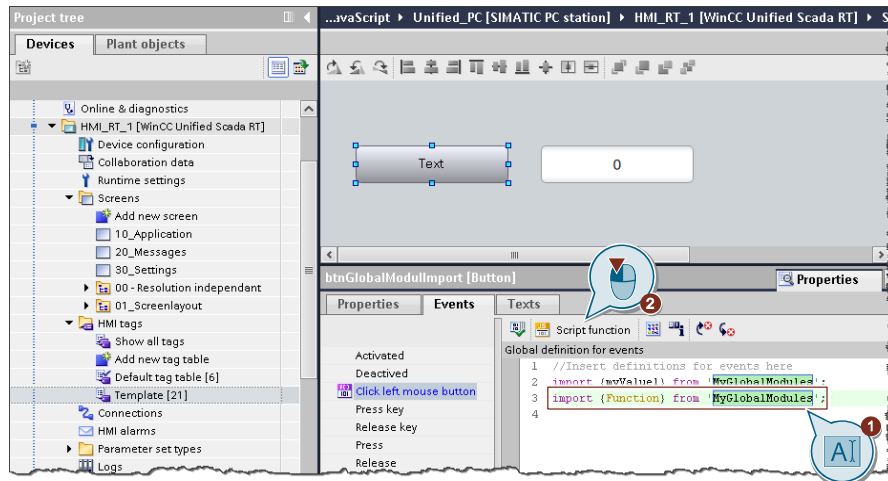 Project tree
...avaScript ▸ Unified_PC [SIMATIC PC station] ▸ HMI_RT_1 [WinCC Unified Scada RT] ▸
Devices
Plant objects
Online & diagnostics
HMI_RT_1 [WinCC Unified Scada RT]
Device configuration
Collaboration data
Runtime settings
Screens
Add new screen
10_Application
20_Messages
30_Settings
00 - Resolution independant
01_Screenlayout
HMI tags
Show all tags
Add new tag table
Default tag table [6]
Template [21]
Connections
HMI alarms
Parameter set types
Logs
Text
0
btnGlobalModulImport [Button]
Properties
Properties
Events
Texts
2
Script function
Global definition for events
Activated
Deactived
Click left mouse button
Press key
Release key
Press
Release
1 //Insert definitions for events here
2 import {myValue1} from 'MyGlobalModules';
3 import {Function} from 'MyGlobalModules';
4
1
A